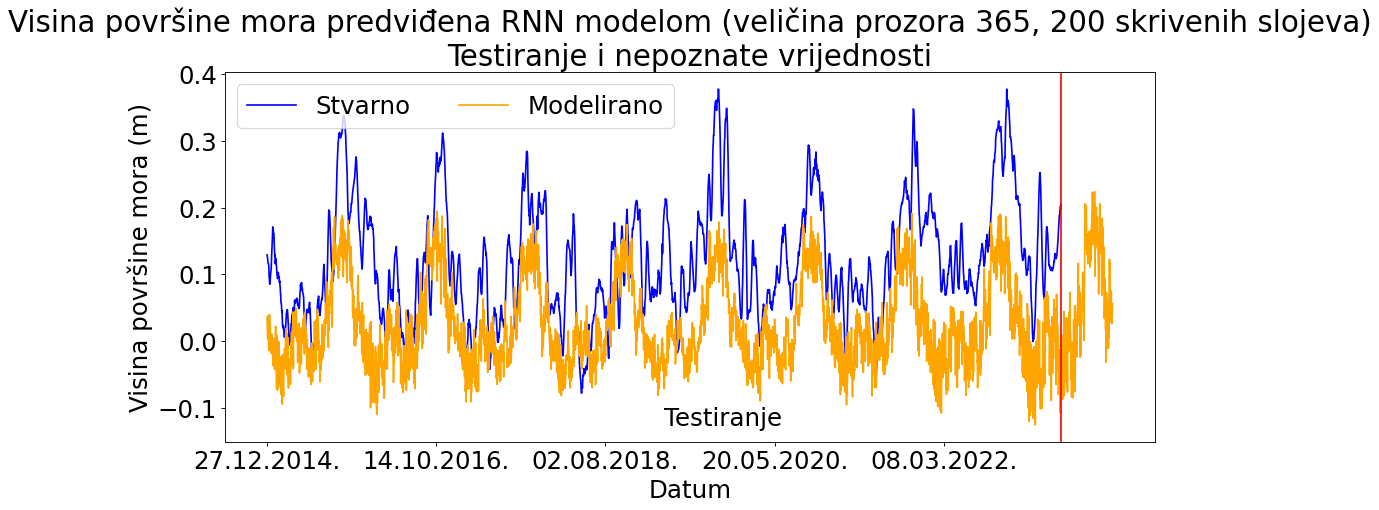 Visina površine mora predviđena RNN modelom (veličina prozora 365, 200 skrivenih slojeva)
Testiranje i nepoznate vrijednosti
Stvarno Modelirano
Visina površine mora (m)
0.4
0.3
0.2
0.1
0.0
−0.1
Testiranje
27.12.2014. 14.10.2016. 02.08.2018. 20.05.2020. 08.03.2022.
Datum